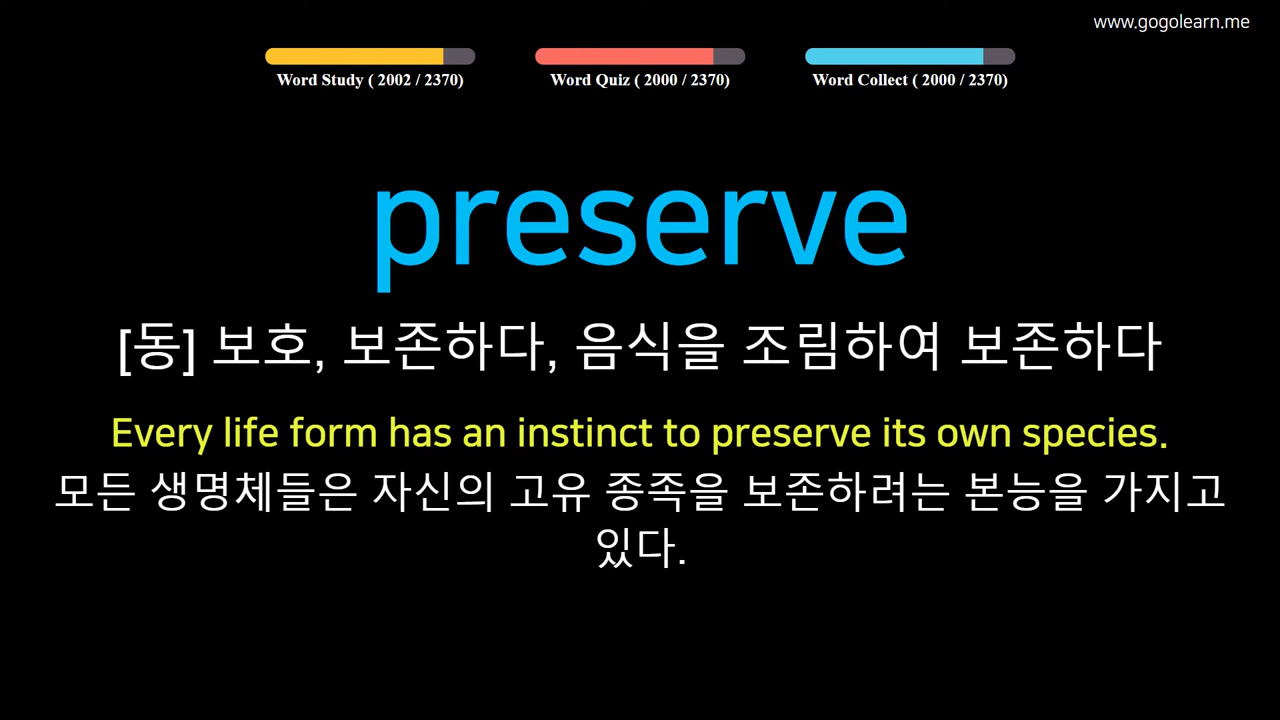 www.gogolearn.me
Word Study ( 2002 / 2370)
Word Quiz ( 2000 / 2370)
Word Collect ( 2000 / 2370)
preserve
[동] 보호, 보존하다, 음식을 조림하여 보존하다
Every life form has an instinct to preserve its own species.
모든 생명체들은 자신의 고유 종족을 보존하려는 본능을 가지고
있다.